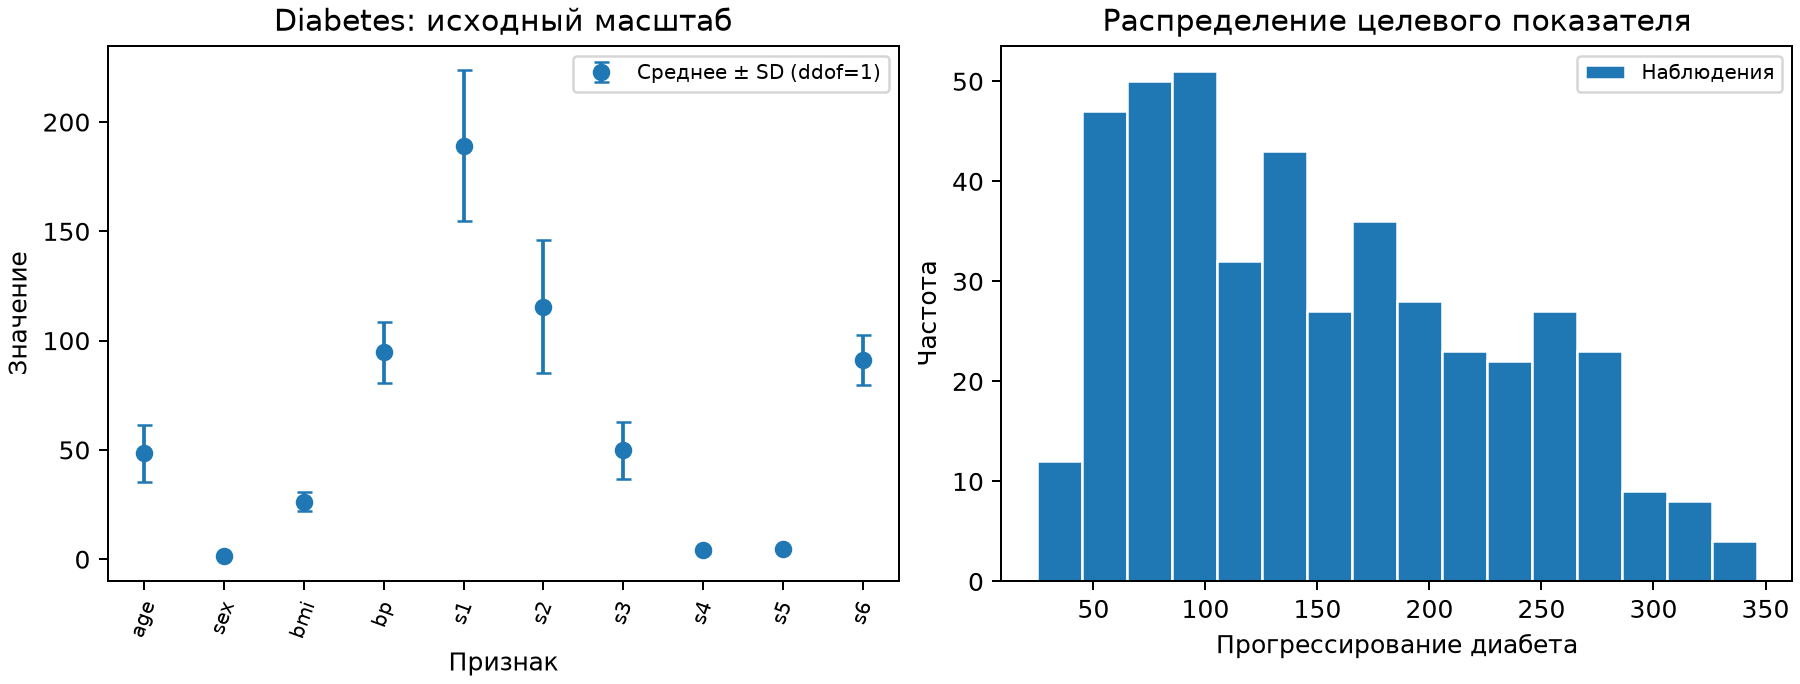 Diabetes: исходный масштаб
Среднее ± SD (ddof=1)
Значение
200
150
100
50
0
age
sex
bmi
bp
s1
s2
s3
s4
s5
s6
Признак
Распределение целевого показателя
Наблюдения
Частота
50
40
30
20
10
0
50
100
150
200
250
300
350
Прогрессирование диабета